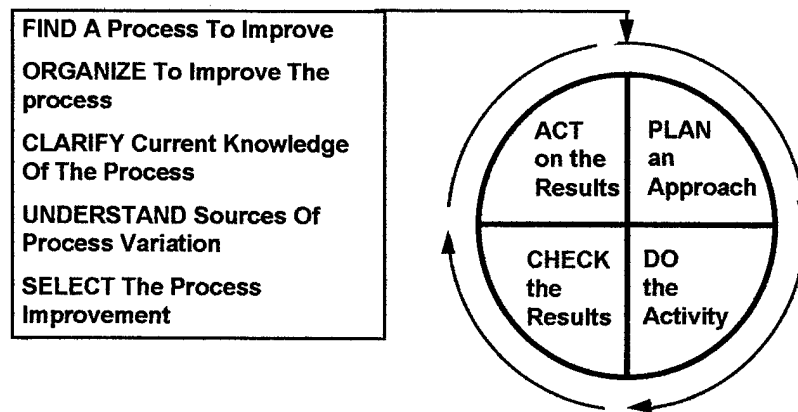 FIND A Process To Improve
ORGANIZE To Improve The
process
CLARIFY Current Knowledge
Of The Process
UNDERSTAND Sources Of
Process Variation
SELECT The Process
Improvement
ACT
on the
Results
PLAN
an
Approach
CHECK
the
Results
DO
the
Activity